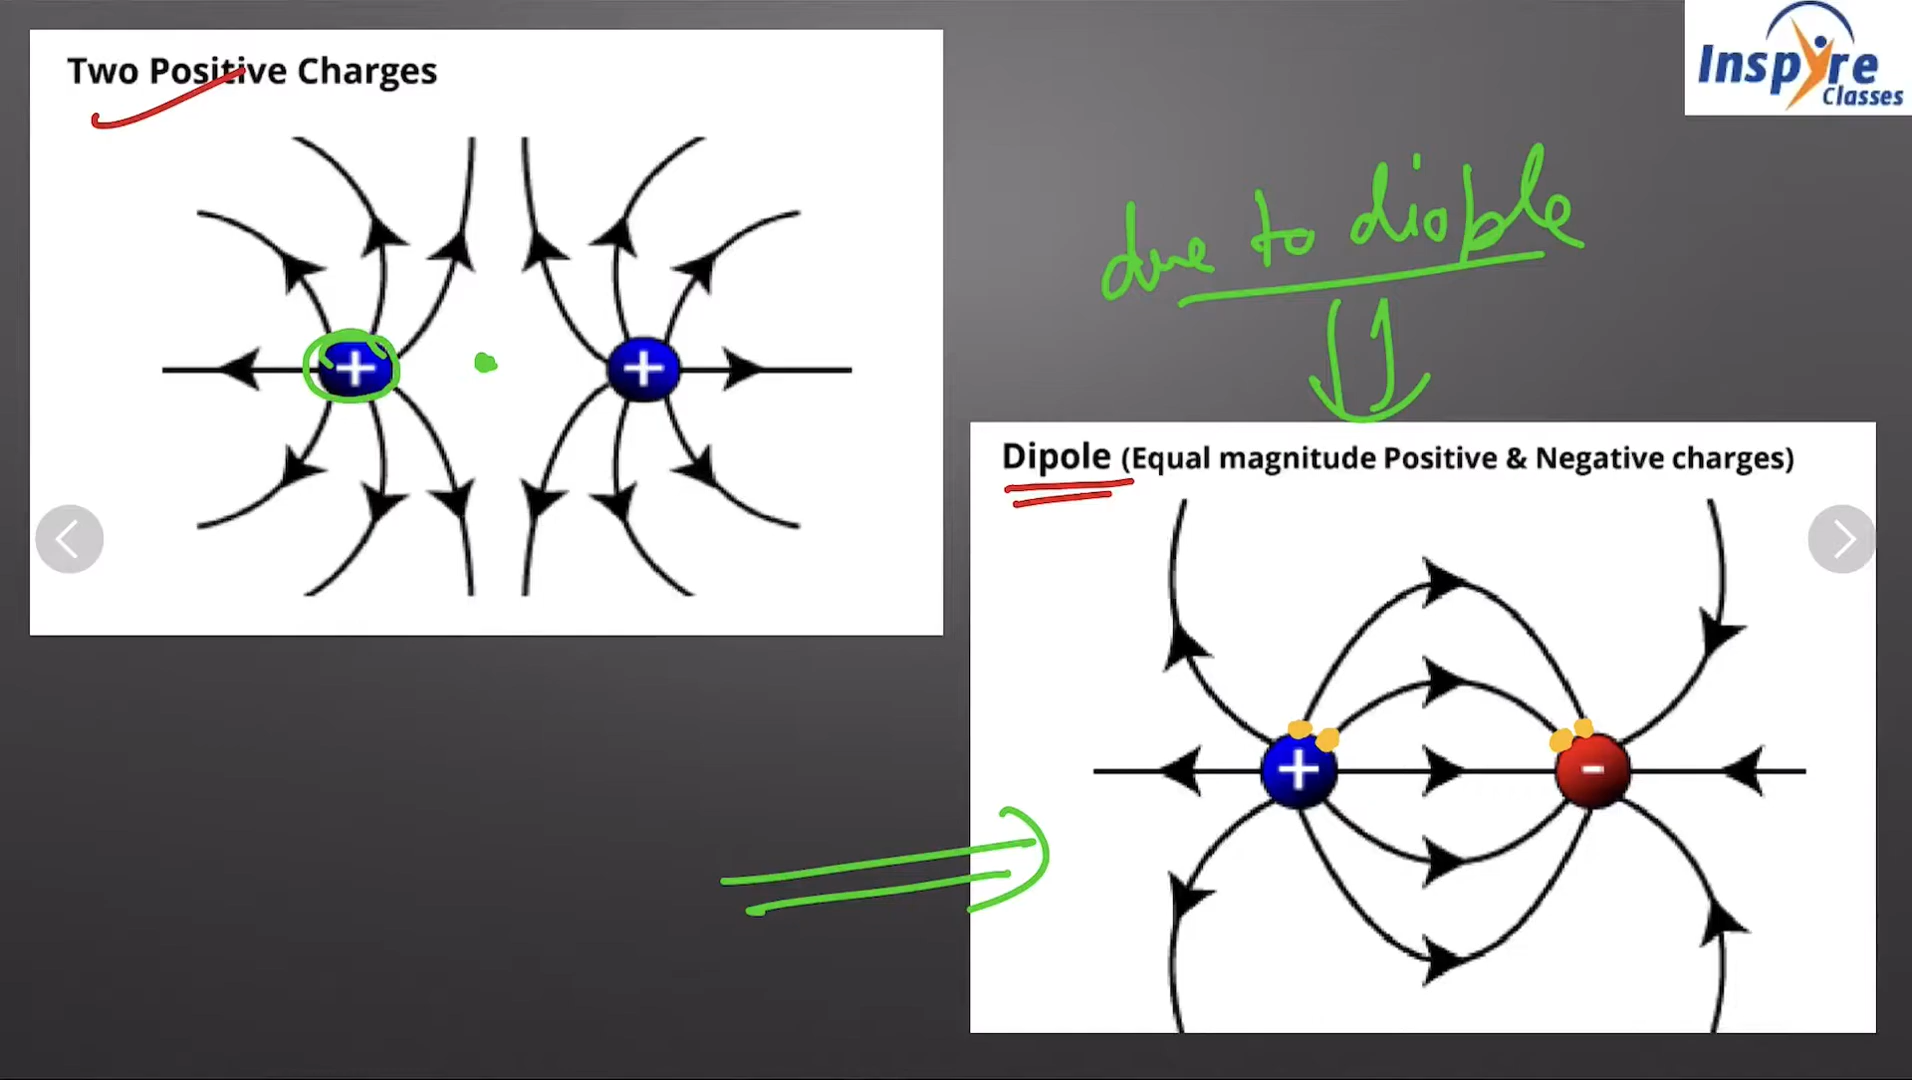 Two Positive Charges
Inspyre
Classes
due to diople
Dipole (Equal magnitude Positive & Negative charges)
+
+
+
-